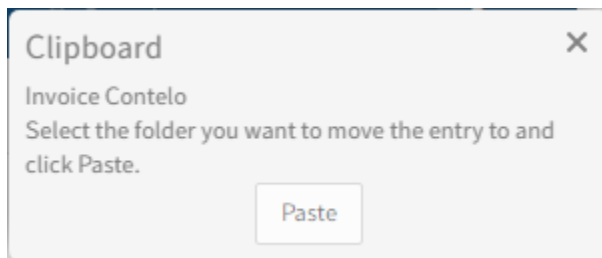 Clipboard
Invoice Contelo
Select the folder you want to move the entry to and
click Paste.
Paste